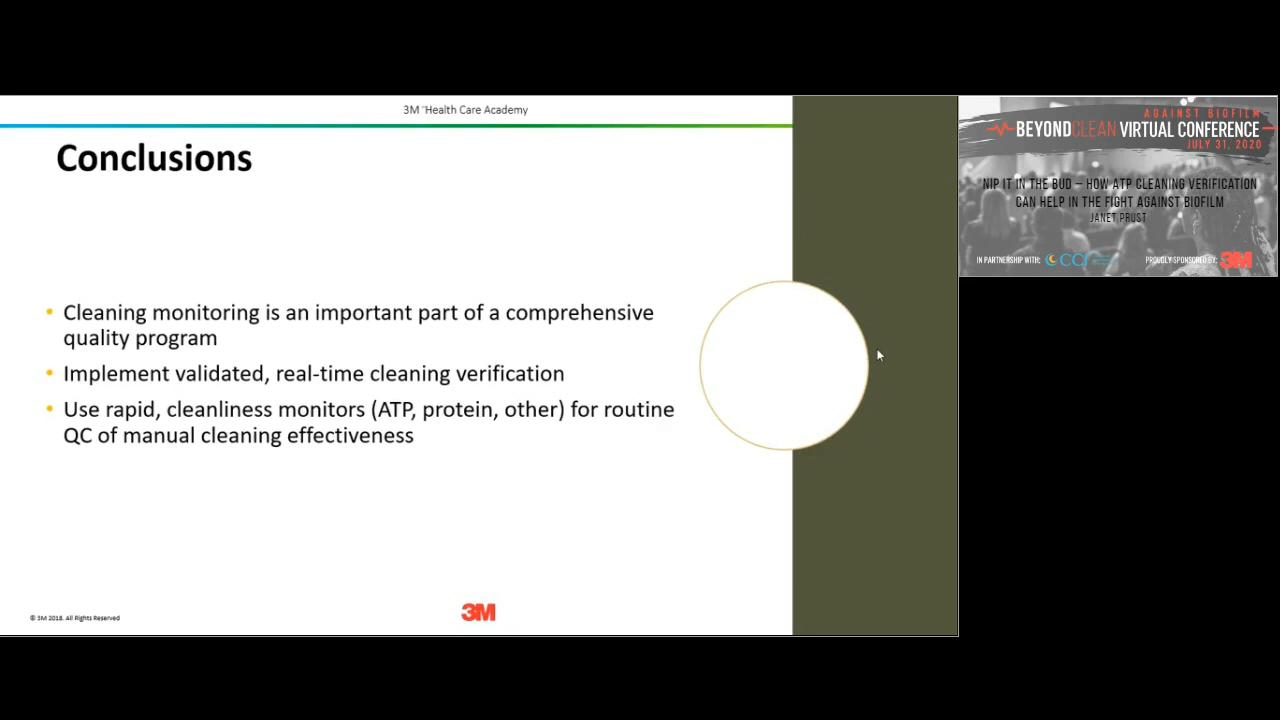 3M ™Health Care Academy
Conclusions
• Cleaning monitoring is an important part of a comprehensive
quality program
• Implement validated, real-time cleaning verification
• Use rapid, cleanliness monitors (ATP, protein, other) for routine
QC of manual cleaning effectiveness
© 3M 2018. All Rights Reserved
3M
AGAINST BIOFILM
BEYONDCLEAN VIRTUAL CONFERENCE
JULY 31, 2020
NIP IT IN THE BUD – HOW ATP CLEANING VERIFICATION
CAN HELP IN THE FIGHT AGAINST BIOFILM
JANET PRUST
IN PARTNERSHIP WITH:
PROUDLY SPONSORED BY: 3M